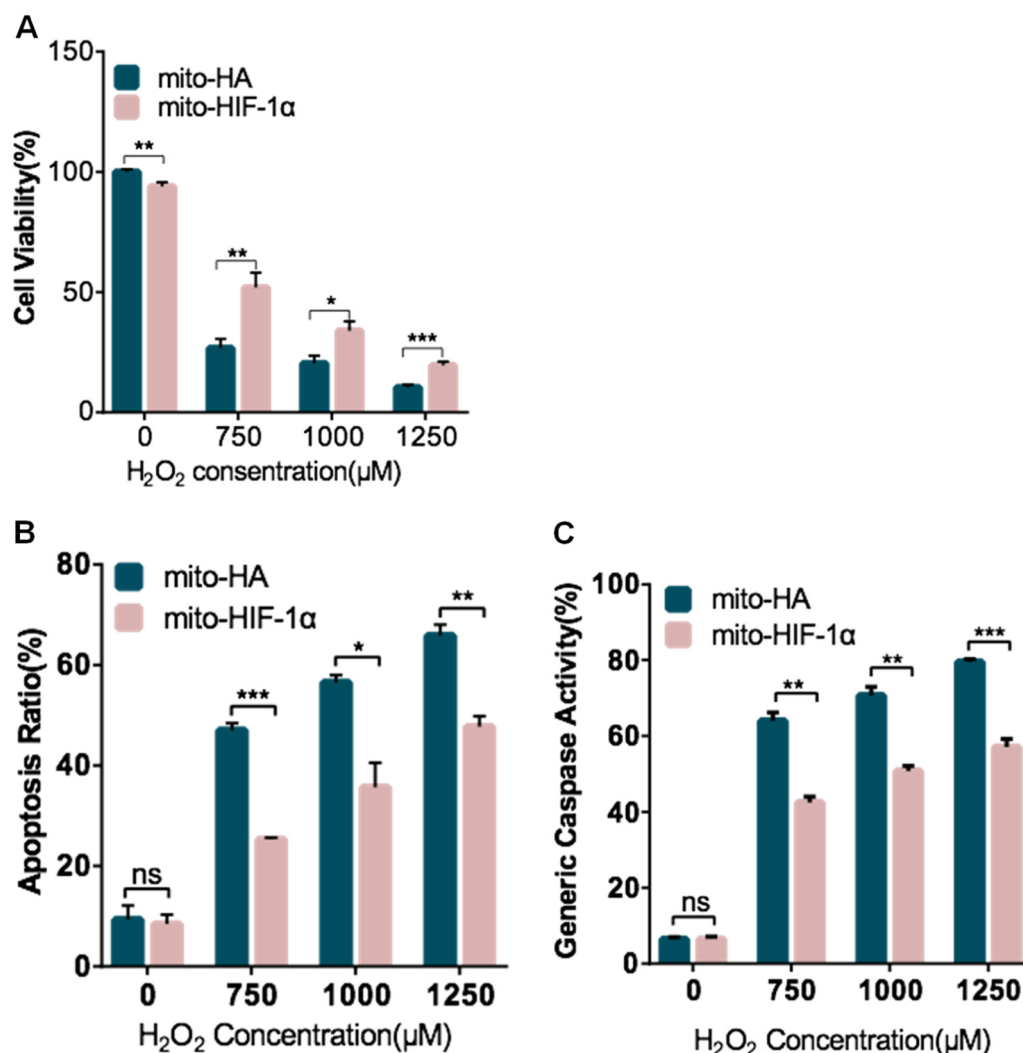 A
Cell Viability(%)
150
100
50
0
mito-HA
mito-HIF-1α
**
**
*
***
0 750 1000 1250
H₂O₂ consentration(µM)
B
Apoptosis Ratio(%)
80
60
40
20
0
mito-HA
mito-HIF-1α
ns
***
*
**
0 750 1000 1250
H₂O₂ Concentration(µM)
C
Generic Caspase Activity(%)
100
80
60
40
20
0
mito-HA
mito-HIF-1α
ns
**
**
***
0 750 1000 1250
H₂O₂ Concentration(µM)